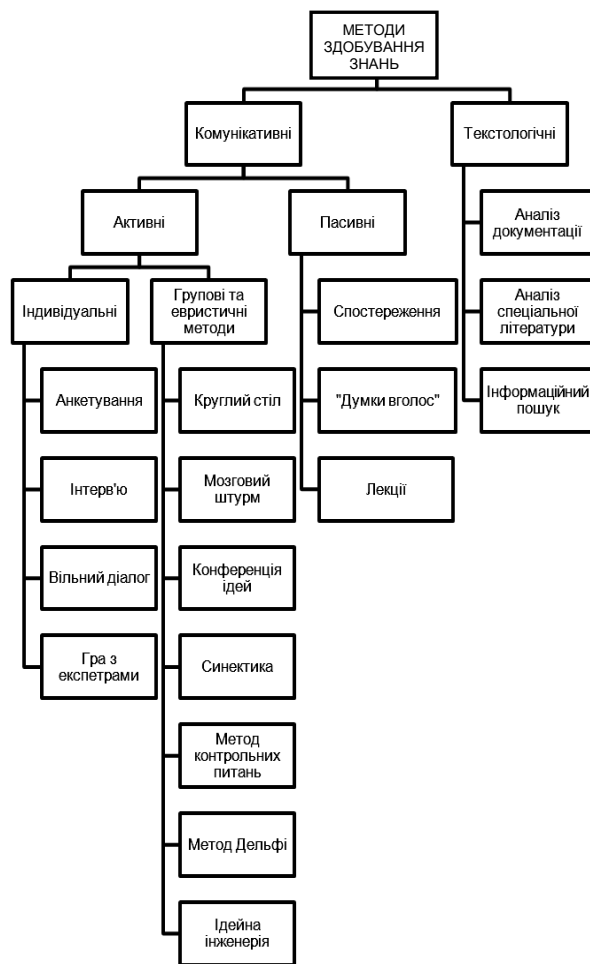 МЕТОДИ
ЗДОБУВАННЯ
ЗНАНЬ
Комунікативні
Текстологічні
Активні
Пасивні
Аналіз
документації
Індивідуальні
Групові та
евристичні
методи
Спостереження
Аналіз
спеціальної
літератури
Анкетування
Круглий стіл
"Думки вголос"
Інформаційний
пошук
Інтерв'ю
Мозговий
штурм
Лекції
Вільний діалог
Конференція
ідей
Гра з
експетрами
Синектика
Метод
контрольних
питань
Метод Дельфі
Ідейна
інженерія